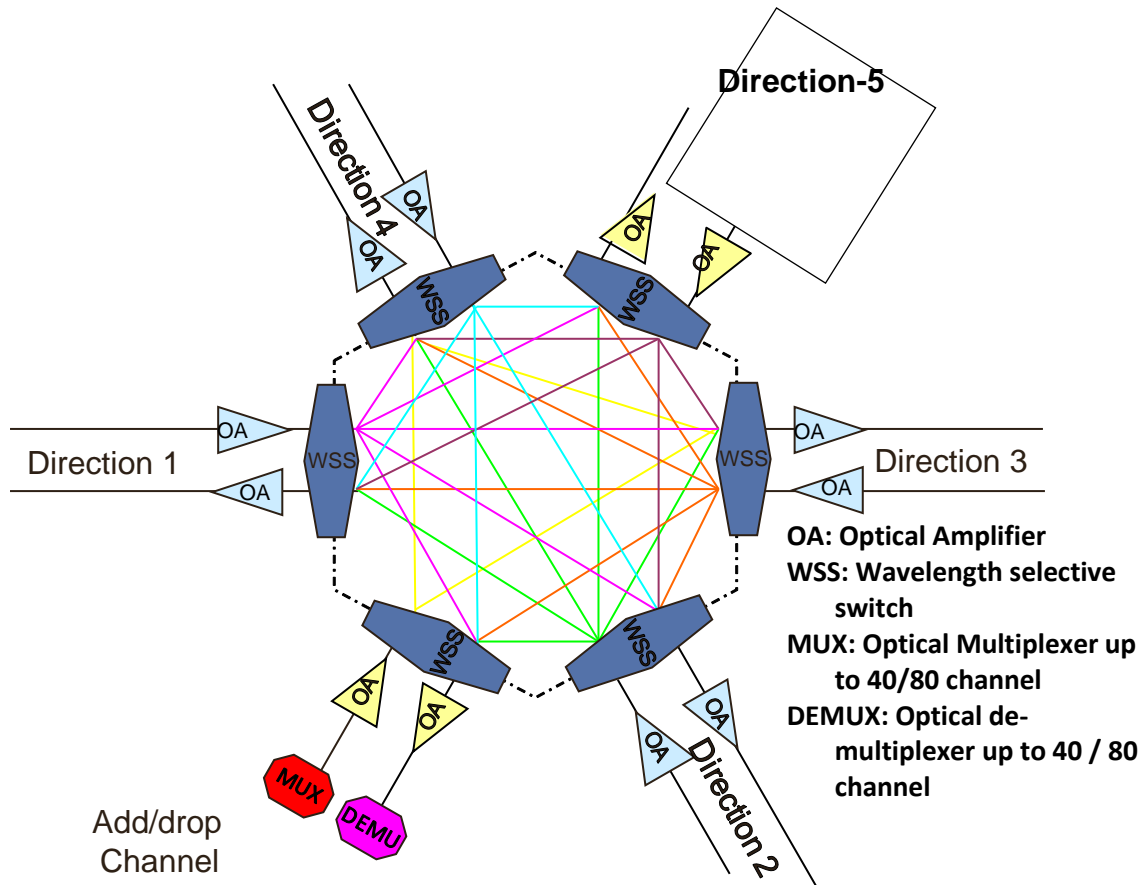 Direction-5
Direction 4
OA
OA
OA
OA
WSS
WSS
OA
Direction 1
OA
WSS
WSS
OA
Direction 3
OA
OA: Optical Amplifier
WSS: Wavelength selective
switch
MUX: Optical Multiplexer up
to 40/80 channel
DEMUX: Optical de-
multiplexer up to 40 / 80
channel
WSS
WSS
OA
OA
OA
OA
Direction 2
MUX
DEMU
Add/drop
Channel